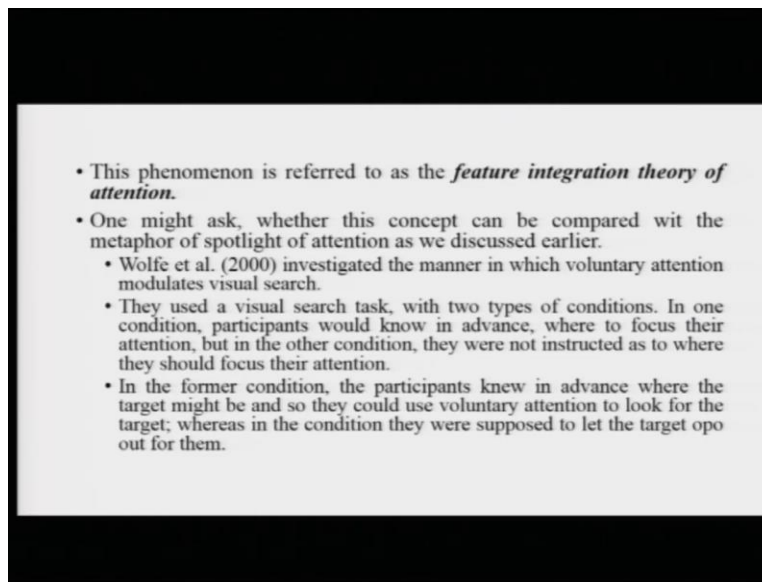 • This phenomenon is referred to as the feature integration theory of
attention.
• One might ask, whether this concept can be compared wit the
metaphor of spotlight of attention as we discussed earlier.
• Wolfe et al. (2000) investigated the manner in which voluntary attention
modulates visual search.
• They used a visual search task, with two types of conditions. In one
condition, participants would know in advance, where to focus their
attention, but in the other condition, they were not instructed as to where
they should focus their attention.
• In the former condition, the participants knew in advance where the
target might be and so they could use voluntary attention to look for the
target; whereas in the condition they were supposed to let the target opo
out for them.